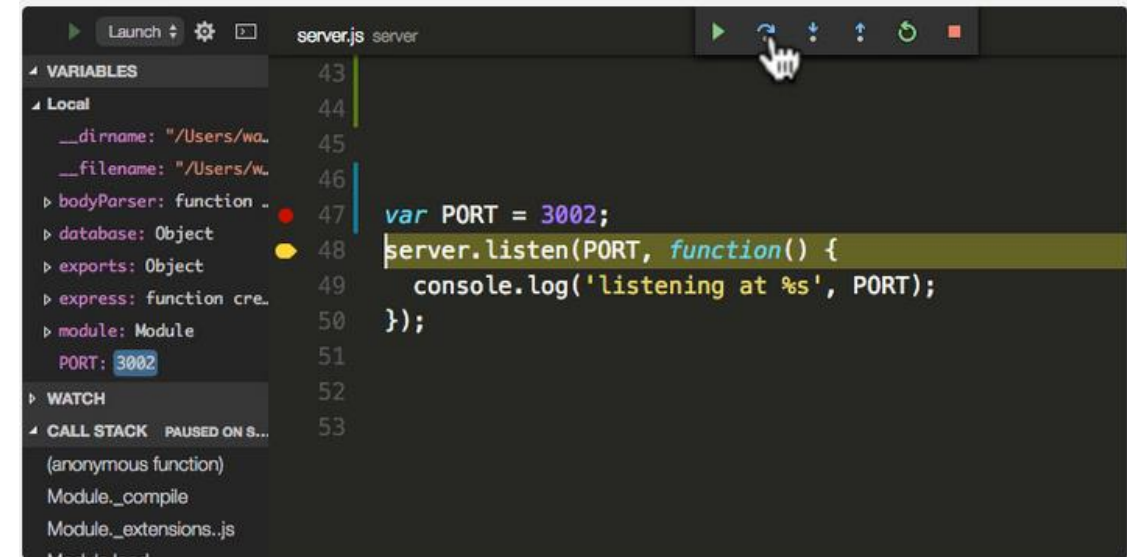 Launch
server.js server
VARIABLES
Local
__dirname: "/Users/wa…
__filename: "/Users/w…
bodyParser: function …
database: Object
exports: Object
express: function cre…
module: Module
PORT: 3002
WATCH
CALL STACK PAUSED ON S...
(anonymous function)
Module._compile
Module._extensions..js
43
44
45
46
47 var PORT = 3002;
48 server.listen(PORT, function() {
49 console.log('listening at %s', PORT);
50 });
51
52
53